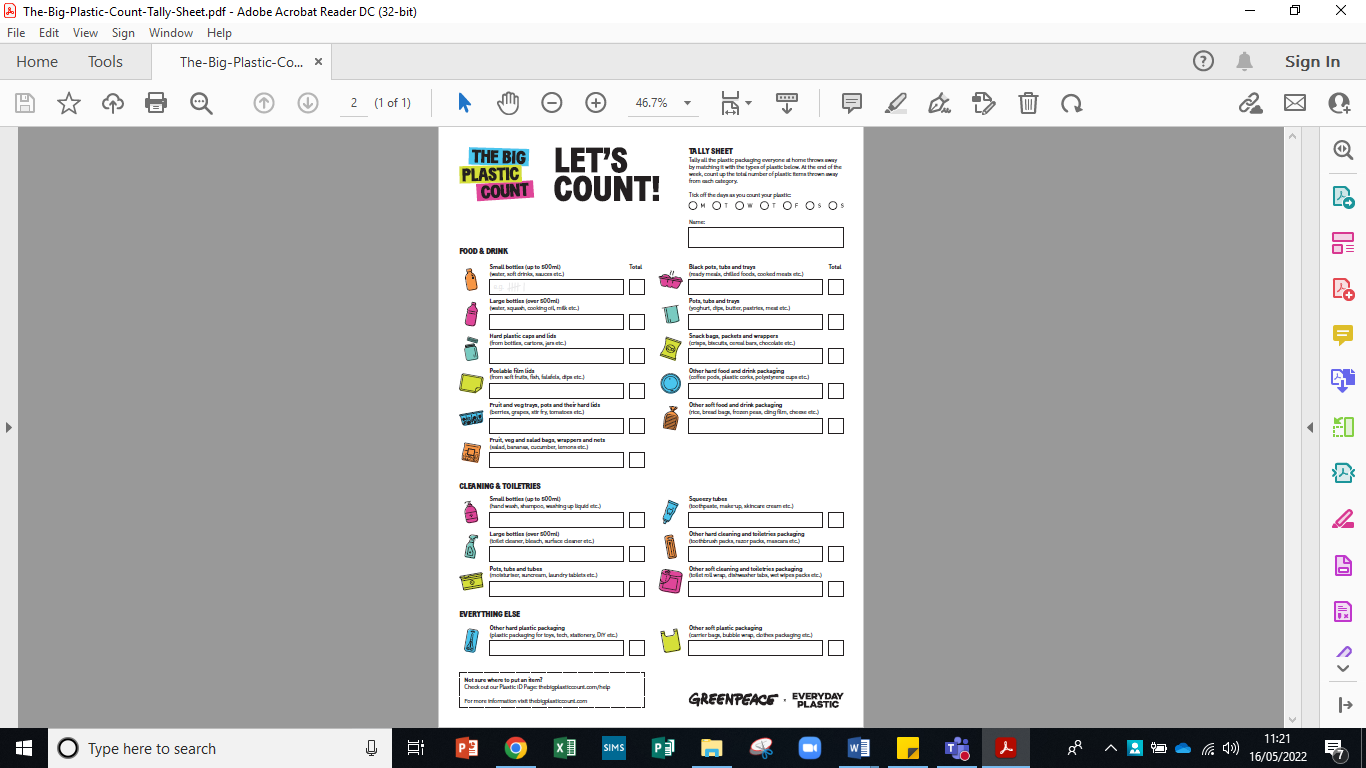 The-Big-Plastic-Count-Tally-Sheet.pdf - Adobe Acrobat Reader DC (32-bit)
File Edit View Sign Window Help
Home Tools The-Big-Plastic-Co... × Sign In
2 (1 of 1) 46.7%
THE BIG
PLASTIC
COUNT
LET'S
COUNT!
TALLY SHEET
Tally all the plastic packaging everyone at home throws away
by matching it with the types of plastic below. At the end of the
week, count up the total number of plastic items thrown away
from each category.
Tick off the days as you count your plastic:
M T W T F S S
Name:
FOOD & DRINK
Small bottles (up to 500ml) Total
(water, soft drinks, sauces etc.)
Large bottles (over 500ml)
(water, squash, cooking oil, milk etc.)
Hard plastic caps and lids
(from bottles, cartons, jars etc.)
Peelable film lids
(from soft fruits, fish, falafels, dips etc.)
Fruit and veg trays, pots and their hard lids
(berries, grapes, stir fry, tomatoes etc.)
Fruit, veg and salad bags, wrappers and nets
(salad, bananas, cucumber, lemons etc.)
Black pots, tubs and trays Total
(ready meals, chilled foods, cooked meats etc.)
Pots, tubs and trays
(yoghurt, dips, butter, pastries, meat etc.)
Snack bags, packets and wrappers
(crisps, biscuits, cereal bars, chocolate etc.)
Other hard food and drink packaging
(coffee pods, plastic corks, polystyrene cups etc.)
Other soft food and drink packaging
(rice, bread bags, frozen peas, cling film, cheese etc.)
CLEANING & TOILETRIES
Small bottles (up to 500ml)
(hand wash, shampoo, washing up liquid etc.)
Large bottles (over 500ml)
(toilet cleaner, bleach, surface cleaner etc.)
Pots, tubs and tubes
(moisturiser, suncream, laundry tablets etc.)
Squeezy tubes
(toothpaste, make-up, skincare cream etc.)
Other hard cleaning and toiletries packaging
(toothbrush packs, razor packs, mascara etc.)
Other soft cleaning and toiletries packaging
(toilet roll wrap, dishwasher tabs, wet wipes packs etc.)
EVERYTHING ELSE
Other hard plastic packaging
(plastic packaging for toys, tech, stationery, DIY etc.)
Other soft plastic packaging
(carrier bags, bubble wrap, clothes packaging etc.)
Not sure where to put an item?
Check out our Plastic ID Page: thebigplasticcount.com/help
For more information visit thebigplasticcount.com
GREENPEACE + EVERYDAY
PLASTIC
Type here to search
SIMS
11:21
16/05/2022
7